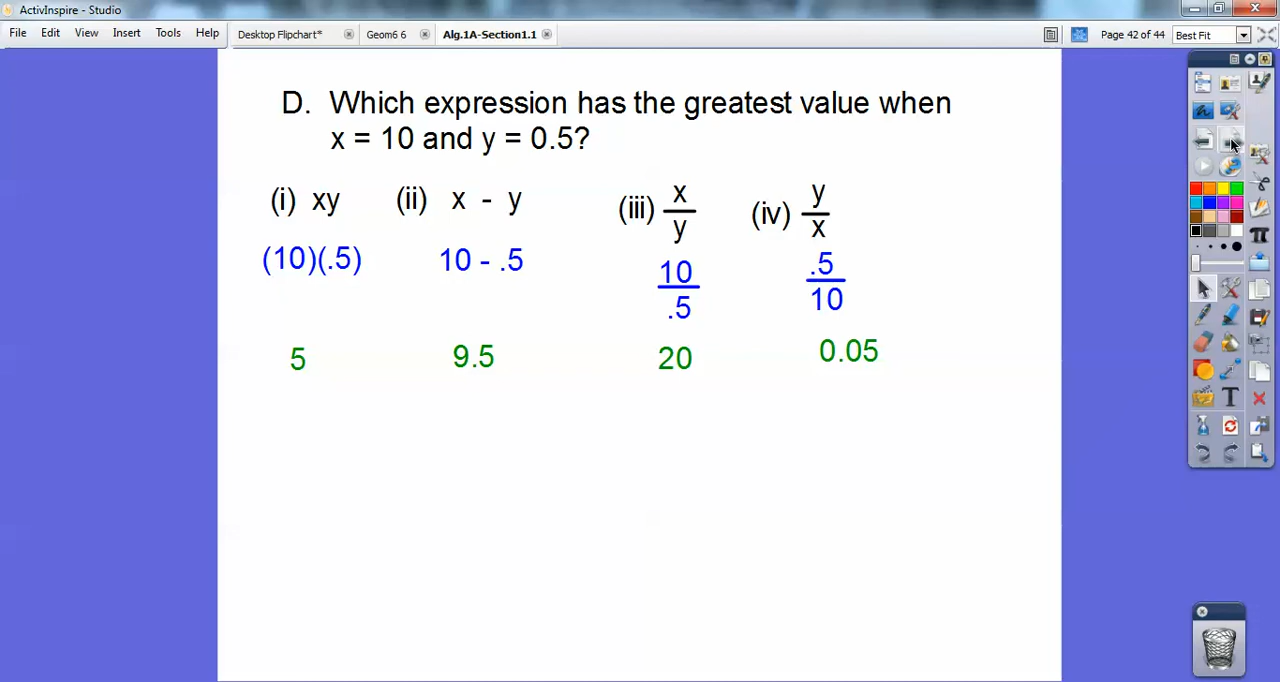 ActivInspire - Studio
File Edit View Insert Tools Help Desktop Flipchart* Geom6 6 Alg.1A-Section1.1 Page 42 of 44 Best Fit
D. Which expression has the greatest value when
x = 10 and y = 0.5?
(i) xy (ii) x - y (iii) x/y (iv) y/x
(10)(.5) 10 - .5 10/.5 .5/10
5 9.5 20 0.05